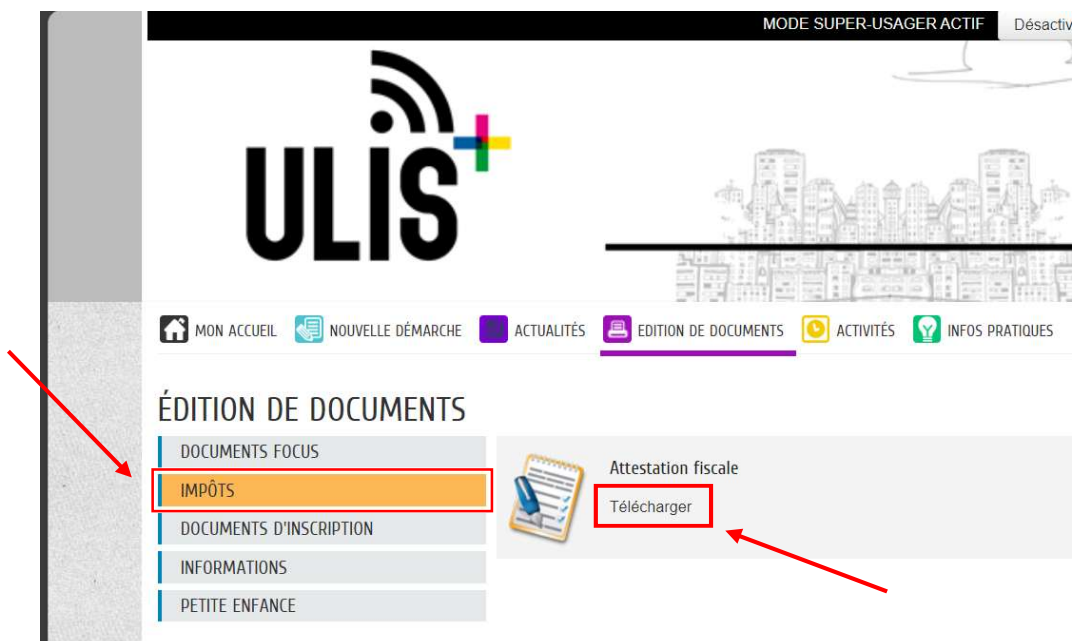 MODE SUPER-USAGER ACTIF Désactiv
ULIS+
MON ACCUEIL NOUVELLE DÉMARCHE ACTUALITÉS EDITION DE DOCUMENTS ACTIVITÉS INFOS PRATIQUES
ÉDITION DE DOCUMENTS
DOCUMENTS FOCUS
IMPÔTS
DOCUMENTS D'INSCRIPTION
INFORMATIONS
PETITE ENFANCE
Attestation fiscale
Télécharger